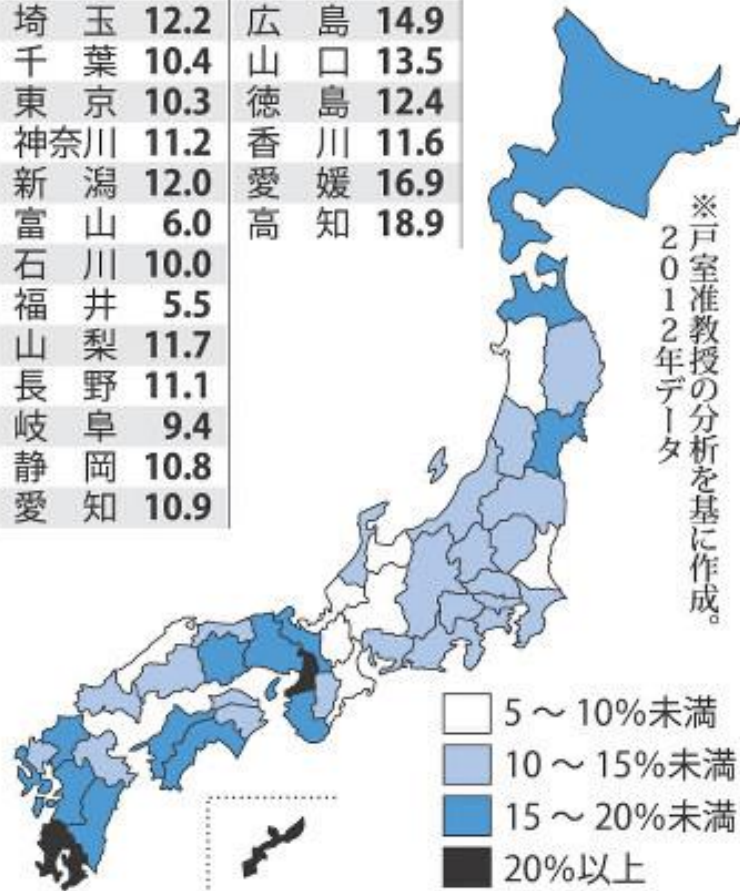 埼玉 12.2
千葉 10.4
東京 10.3
神奈川 11.2
新潟 12.0
富山 6.0
石川 10.0
福井 5.5
山梨 11.7
長野 11.1
岐阜 9.4
静岡 10.8
愛知 10.9
広島 14.9
山口 13.5
徳島 12.4
香川 11.6
愛媛 16.9
高知 18.9
※戸室准教授の分析を基に作成。
2012年データ
5～10%未満
10～15%未満
15～20%未満
20%以上